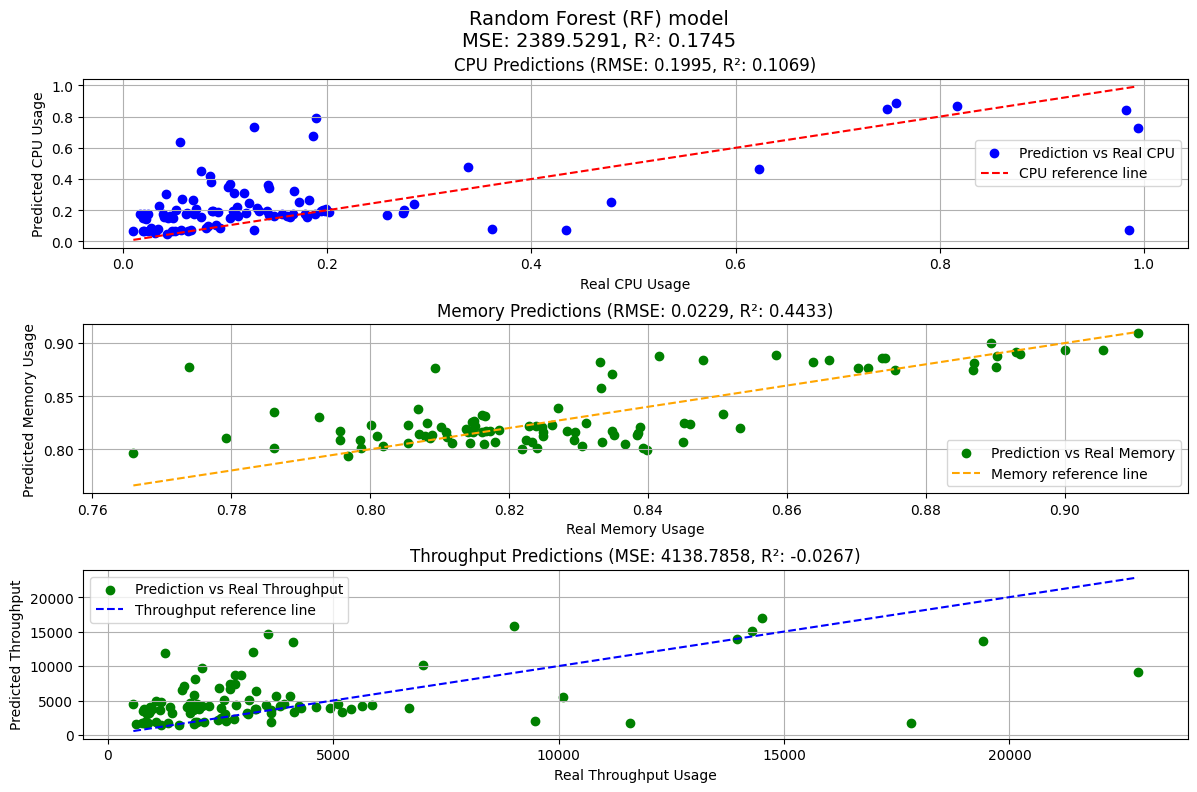 Random Forest (RF) model
MSE: 2389.5291, R²: 0.1745
CPU Predictions (RMSE: 0.1995, R²: 0.1069)
Predicted CPU Usage
1.0
0.8
0.6
0.4
0.2
0.0
Prediction vs Real CPU
CPU reference line
0.0 0.2 0.4 0.6 0.8 1.0
Real CPU Usage
Memory Predictions (RMSE: 0.0229, R²: 0.4433)
Predicted Memory Usage
0.90
0.85
0.80
Prediction vs Real Memory
Memory reference line
0.76 0.78 0.80 0.82 0.84 0.86 0.88 0.90
Real Memory Usage
Throughput Predictions (MSE: 4138.7858, R²: -0.0267)
Predicted Throughput
20000
15000
10000
5000
0
Prediction vs Real Throughput
Throughput reference line
0 5000 10000 15000 20000
Real Throughput Usage